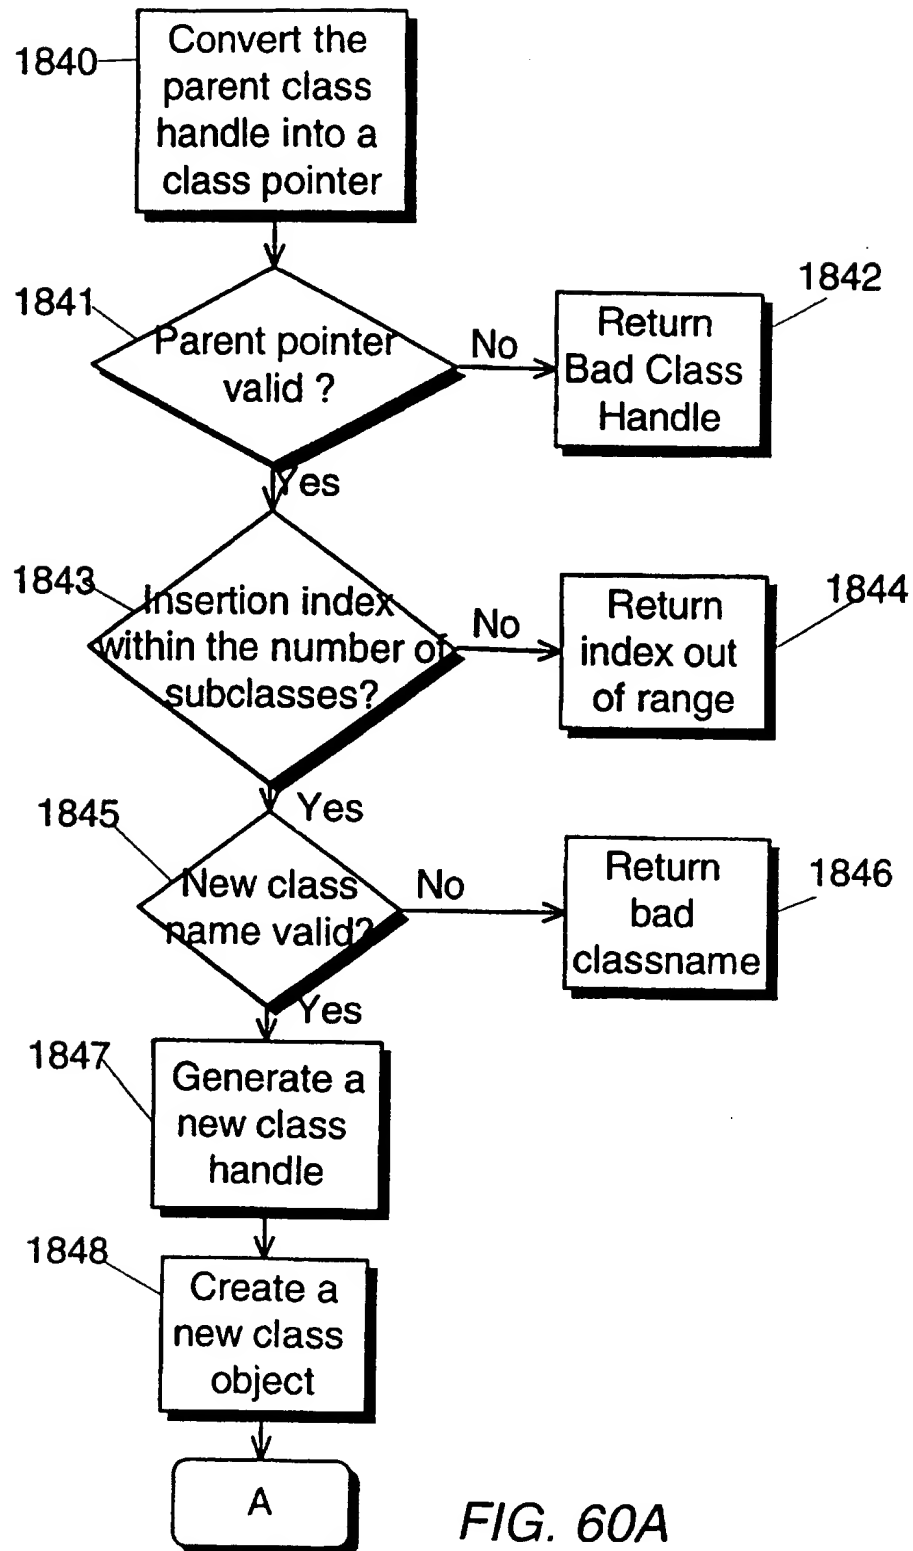 1840
Convert the
parent class
handle into a
class pointer
1841
Parent pointer
valid ?
No
1842
Return
Bad Class
Handle
Yes
1843
Insertion index
within the number of
subclasses?
No
1844
Return
index out
of range
Yes
1845
New class
name valid?
No
1846
Return
bad
classname
Yes
1847
Generate a
new class
handle
1848
Create a
new class
object
A
FIG. 60A